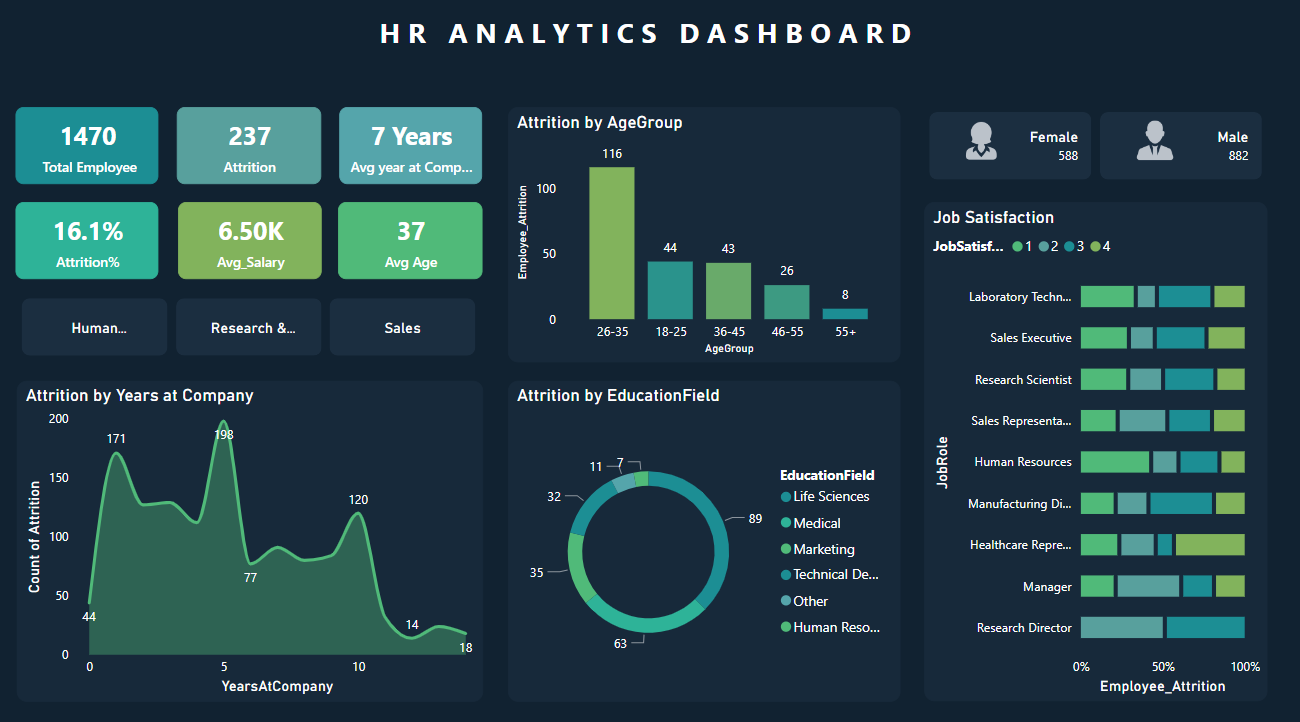 HR ANALYTICS DASHBOARD
1470
Total Employee
237
Attrition
7 Years
Avg year at Comp...
16.1%
Attrition%
6.50K
Avg_Salary
37
Avg Age
Human...
Research &...
Sales
Attrition by AgeGroup
Employee_Attrition
100
50
0
116
44
43
26
8
26-35
18-25
36-45
46-55
55+
AgeGroup
Female
588
Male
882
Job Satisfaction
JobSatisf...
1
2
3
4
JobRole
Laboratory Techn...
Sales Executive
Research Scientist
Sales Representa...
Human Resources
Manufacturing Di...
Healthcare Repre...
Manager
Research Director
0%
50%
100%
Employee_Attrition
Attrition by Years at Company
Count of Attrition
200
150
100
50
0
44
171
198
77
120
14
18
0
5
10
YearsAtCompany
Attrition by EducationField
11
7
32
89
35
63
EducationField
Life Sciences
Medical
Marketing
Technical De...
Other
Human Reso...